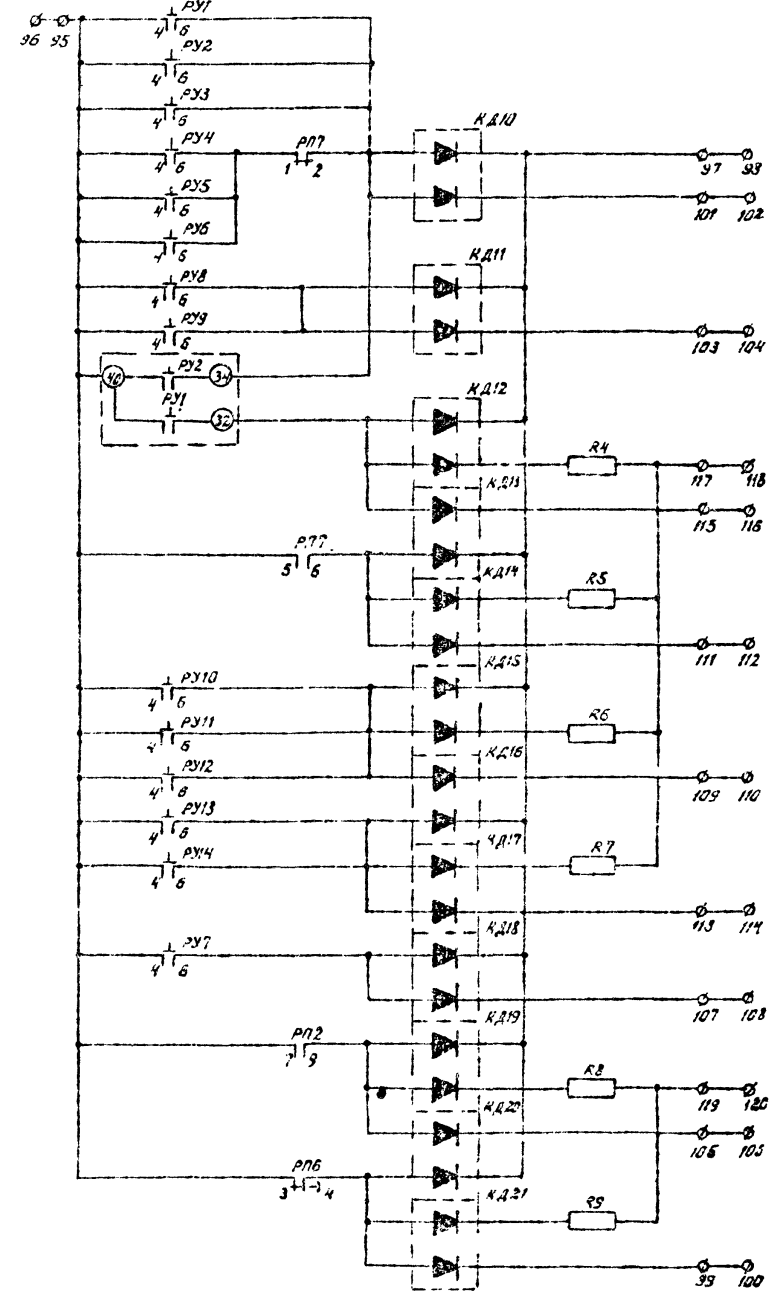 РУ1
4 6
96 95
РУ2
4 6
РУ3
4 6
КД10
РУ4
РП7
4 6
1 2
97 98
РУ5
4 6
101 102
РУ6
4 6
КД11
РУ8
4 6
РУ9
4 6
103 104
40
РУ2
34
КД12
РУ1
32
R4
КД13
117 118
115 116
РП7
5 6
КД14
R5
КД15
111 112
РУ10
4 6
РУ11
R6
4 6
КД16
РУ12
4 6
109 110
РУ13
4 6
КД17
РУ14
R7
4 6
КД18
113 114
РУ7
4 6
КД19
107 108
РП2
7 9
R8
КД20
119 120
106 105
РП6
3 4
КД21
R9
99 100